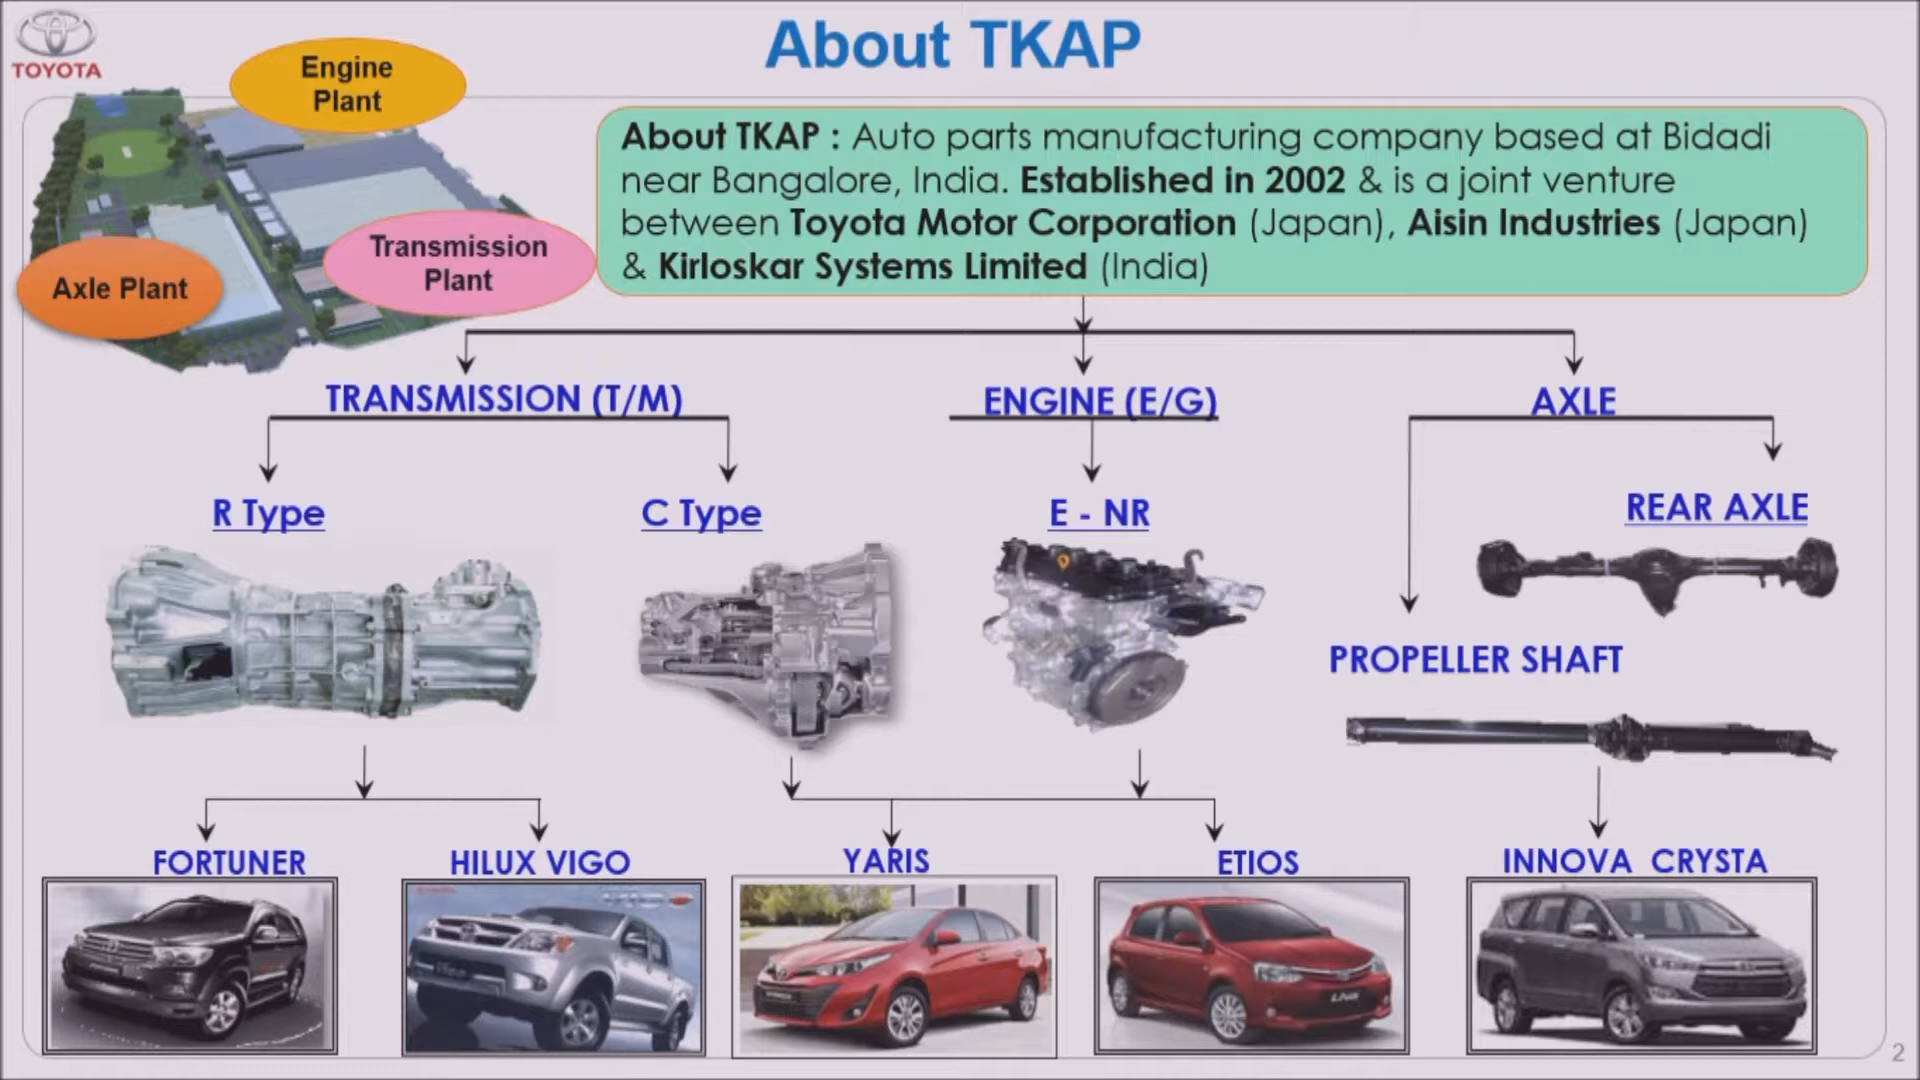 About TKAP
TOYOTA
Engine
Plant
Axle Plant
Transmission
Plant
About TKAP : Auto parts manufacturing company based at Bidadi
near Bangalore, India. Established in 2002 & is a joint venture
between Toyota Motor Corporation (Japan), Aisin Industries (Japan)
& Kirloskar Systems Limited (India)
TRANSMISSION (T/M)
ENGINE (E/G)
AXLE
R Type
C Type
E - NR
REAR AXLE
PROPELLER SHAFT
FORTUNER
HILUX VIGO
YARIS
ETIOS
INNOVA CRYSTA
2